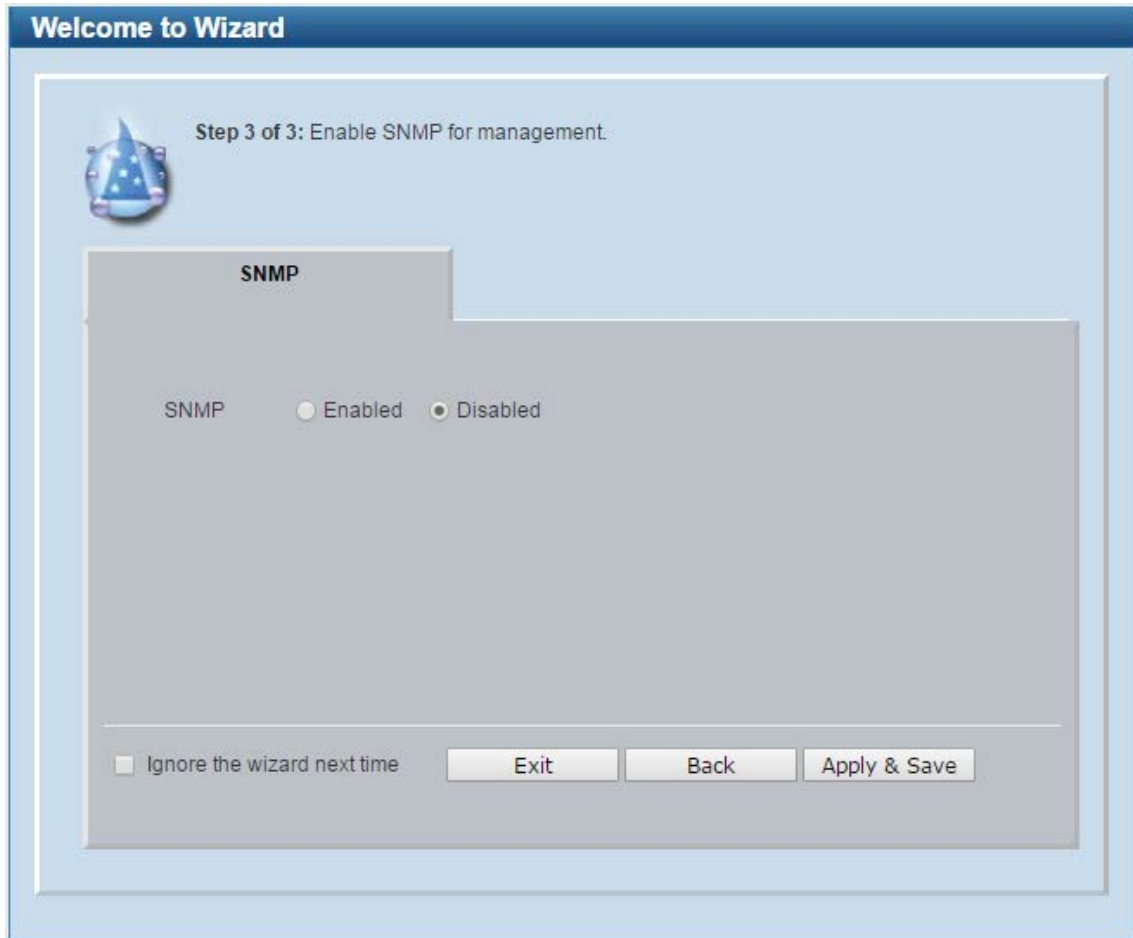 Welcome to Wizard
Step 3 of 3: Enable SNMP for management.
SNMP
SNMP Enabled Disabled
Ignore the wizard next time Exit Back Apply & Save